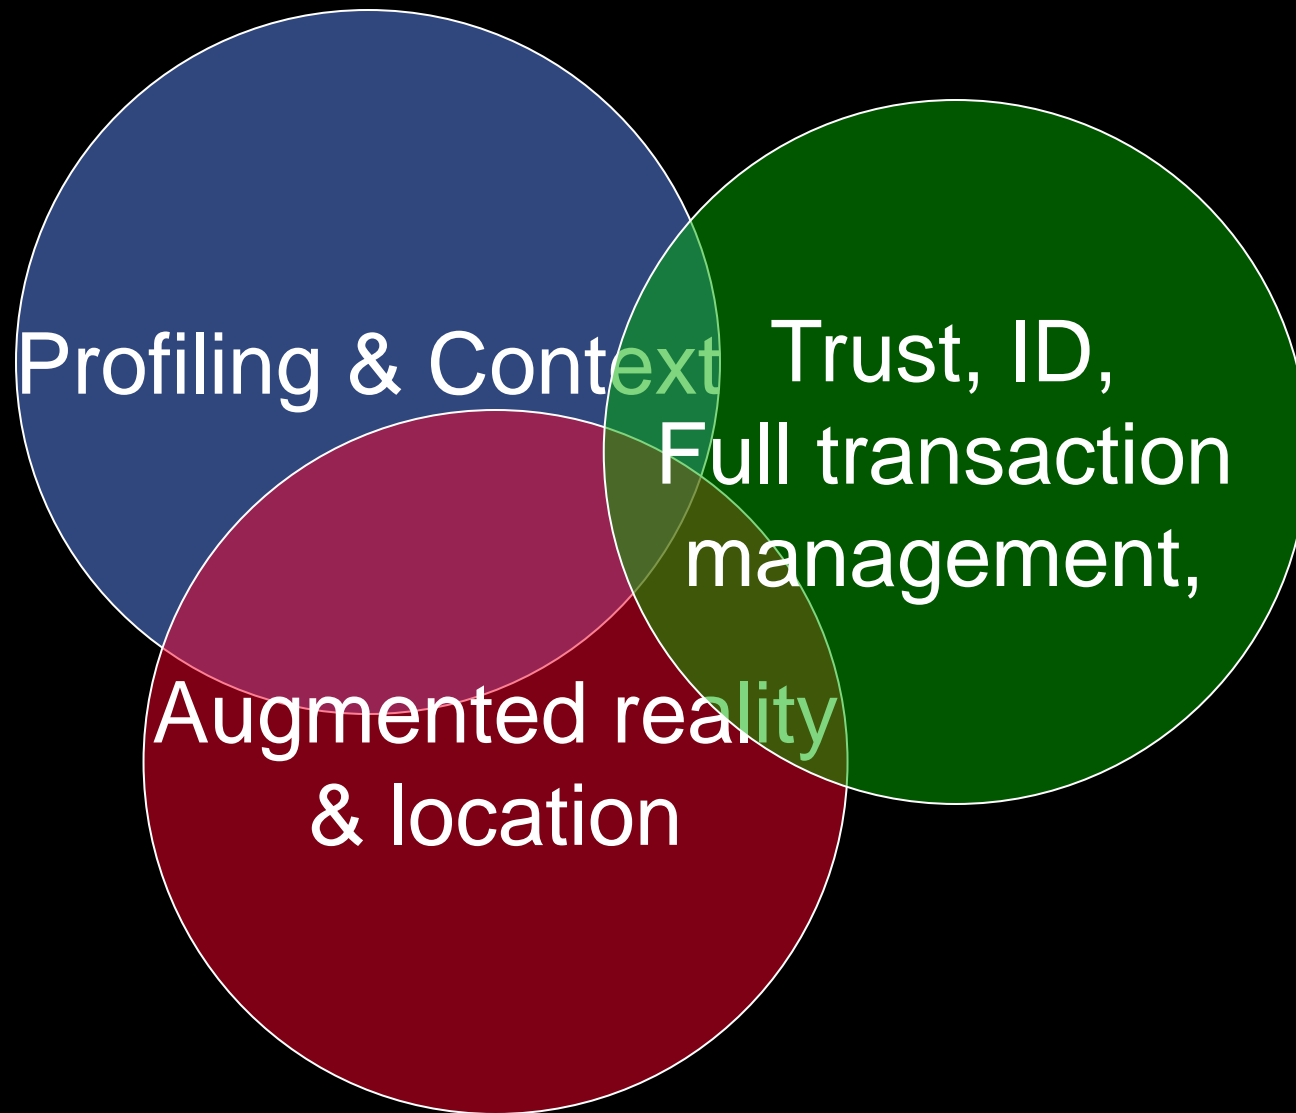 Profiling & Context
Trust, ID,
Full transaction
management,
Augmented reality
& location